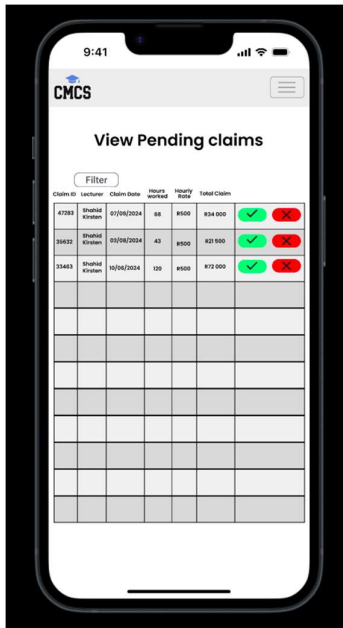 9:41
CMCS
View Pending claims
Filter
Claim ID Lecturer Claim Date Hours worked Hourly Rate Total Claim
47283 Shahid Kirsten 07/09/2024 68 R500 R34 000
35632 Shahid Kirsten 03/08/2024 43 R500 R21 500
33463 Shahid Kirsten 10/06/2024 120 R500 R72 000